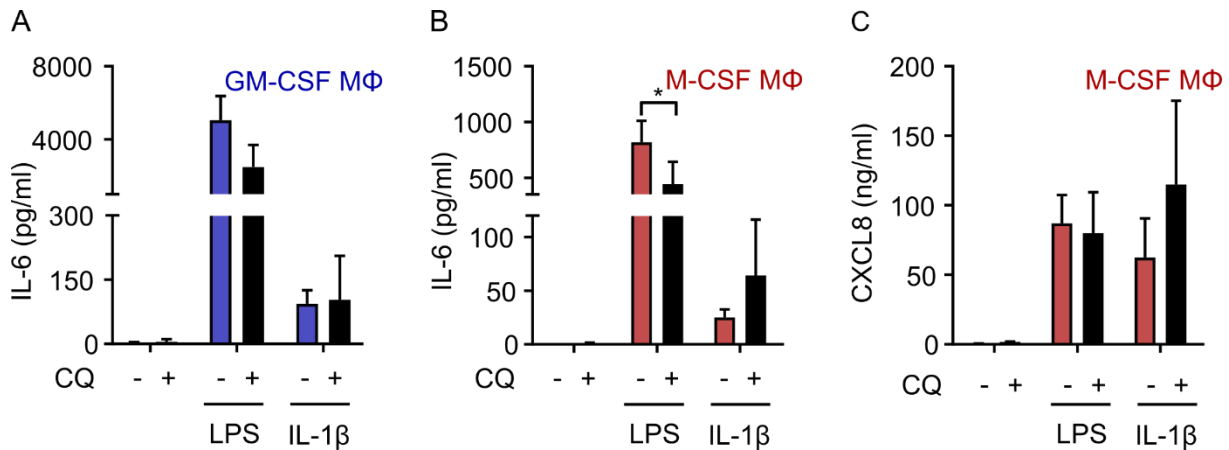 A
GM-CSF MΦ
IL-6 (pg/ml)
8000
4000
300
150
0
CQ - + - + - +
LPS IL-1β
B
M-CSF MΦ
*
IL-6 (pg/ml)
1500
1000
500
100
50
0
CQ - + - + - +
LPS IL-1β
C
M-CSF MΦ
CXCL8 (ng/ml)
200
150
100
50
0
CQ - + - + - +
LPS IL-1β